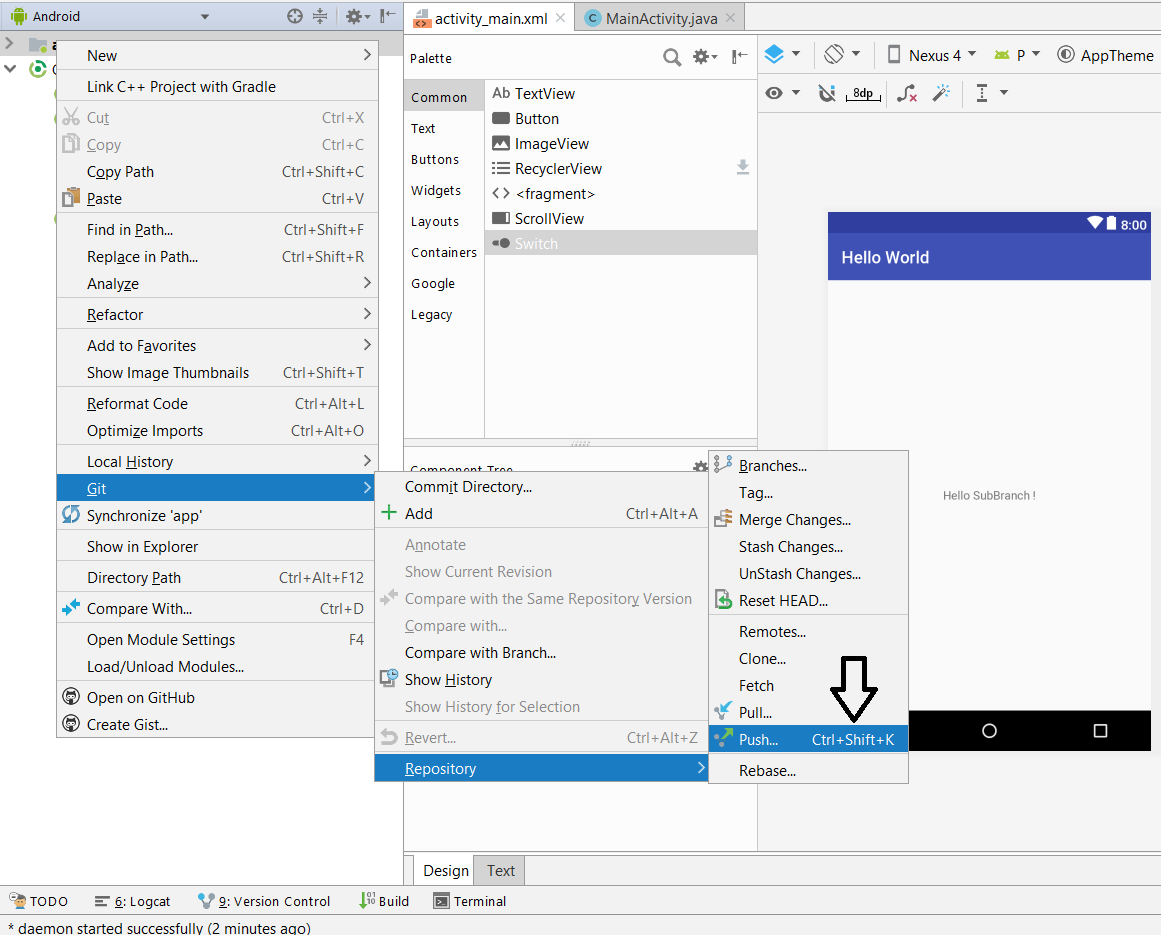 Android
activity_main.xml
C MainActivity.java
New
Link C++ Project with Gradle
Cut Ctrl+X
Copy Ctrl+C
Copy Path Ctrl+Shift+C
Paste Ctrl+V
Find in Path... Ctrl+Shift+F
Replace in Path... Ctrl+Shift+R
Analyze
Refactor
Add to Favorites
Show Image Thumbnails Ctrl+Shift+T
Reformat Code Ctrl+Alt+L
Optimize Imports Ctrl+Alt+O
Local History
Git
Synchronize 'app'
Show in Explorer
Directory Path Ctrl+Alt+F12
Compare With... Ctrl+D
Open Module Settings F4
Load/Unload Modules...
Open on GitHub
Create Gist...
Palette
Common
Text
Buttons
Widgets
Layouts
Containers
Google
Legacy
Ab TextView
Button
ImageView
RecyclerView
<> <fragment>
ScrollView
Switch
Component Tree
Commit Directory...
Add Ctrl+Alt+A
Annotate
Show Current Revision
Compare with the Same Repository Version
Compare with...
Compare with Branch...
Show History
Show History for Selection
Revert... Ctrl+Alt+Z
Repository
Branches...
Tag...
Merge Changes...
Stash Changes...
UnStash Changes...
Reset HEAD...
Remotes...
Clone...
Fetch
Pull...
Push... Ctrl+Shift+K
Rebase...
Nexus 4
P
AppTheme
8dp
8:00
Hello World
Hello SubBranch !
Design
Text
TODO
6: Logcat
9: Version Control
Build
Terminal
* daemon started successfully (2 minutes ago)